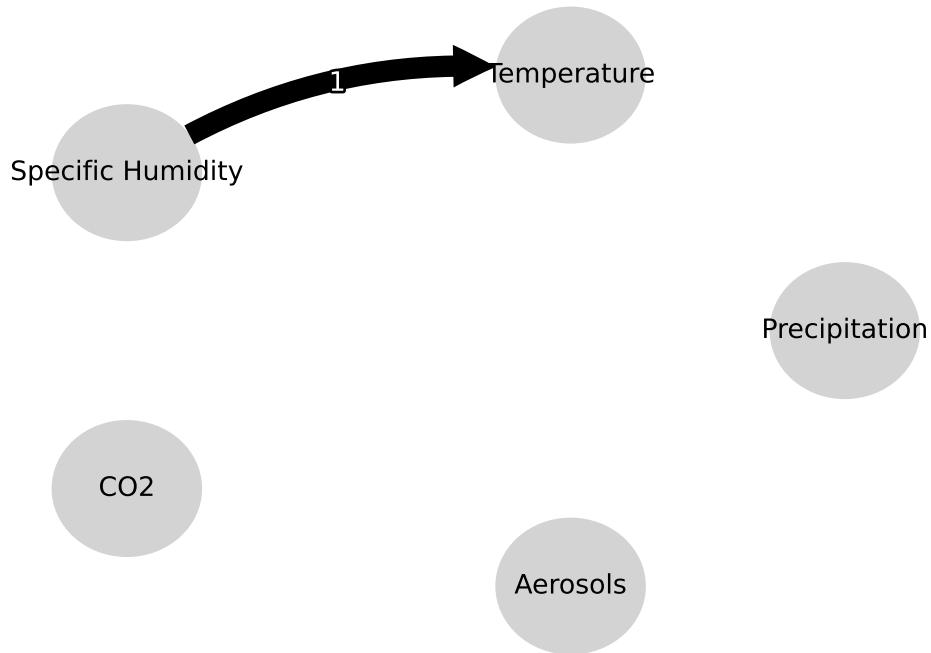 Temperature
1
Specific Humidity
Precipitation
CO2
Aerosols